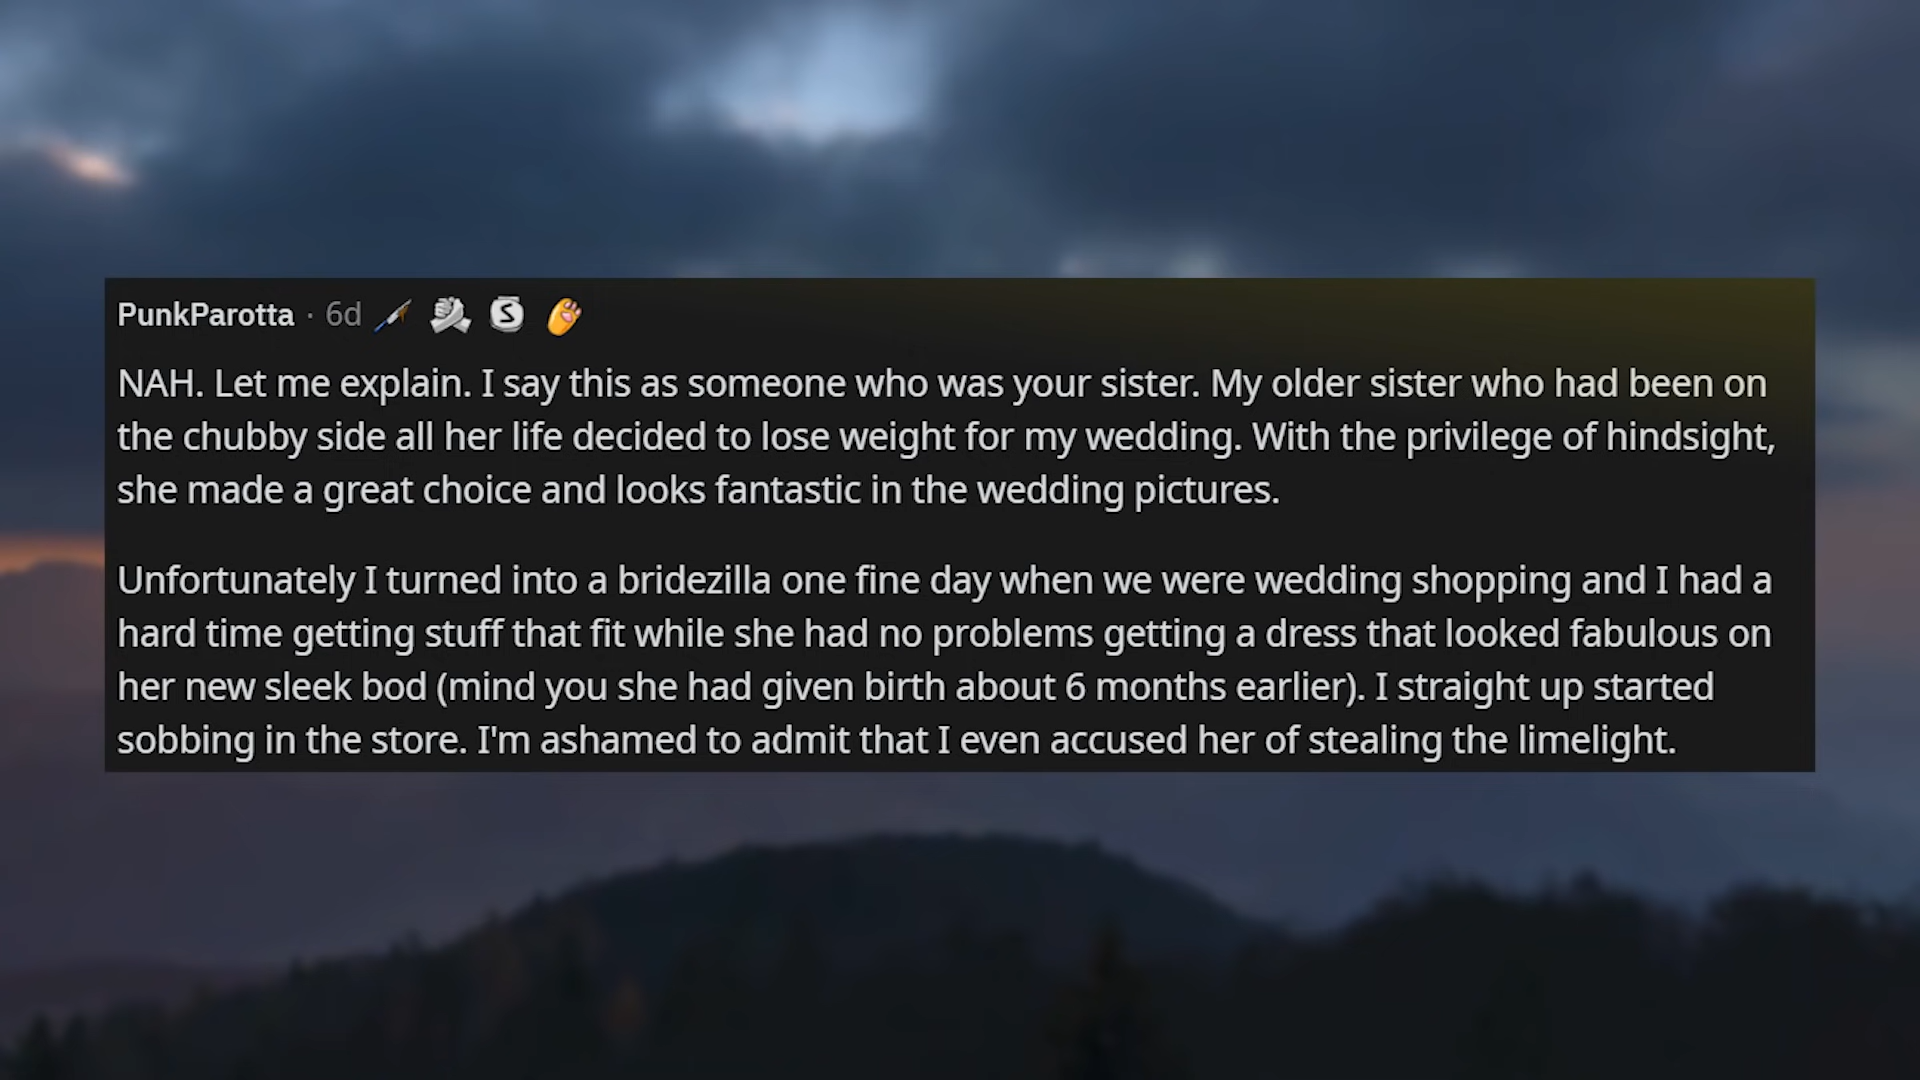 PunkParotta · 6d
NAH. Let me explain. I say this as someone who was your sister. My older sister who had been on
the chubby side all her life decided to lose weight for my wedding. With the privilege of hindsight,
she made a great choice and looks fantastic in the wedding pictures.
Unfortunately I turned into a bridezilla one fine day when we were wedding shopping and I had a
hard time getting stuff that fit while she had no problems getting a dress that looked fabulous on
her new sleek bod (mind you she had given birth about 6 months earlier). I straight up started
sobbing in the store. I'm ashamed to admit that I even accused her of stealing the limelight.